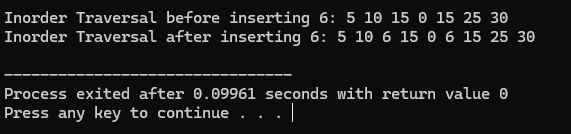 Inorder Traversal before inserting 6: 5 10 15 0 15 25 30
Inorder Traversal after inserting 6: 5 10 6 15 0 6 15 25 30
--------------------------------
Process exited after 0.09961 seconds with return value 0
Press any key to continue . . .